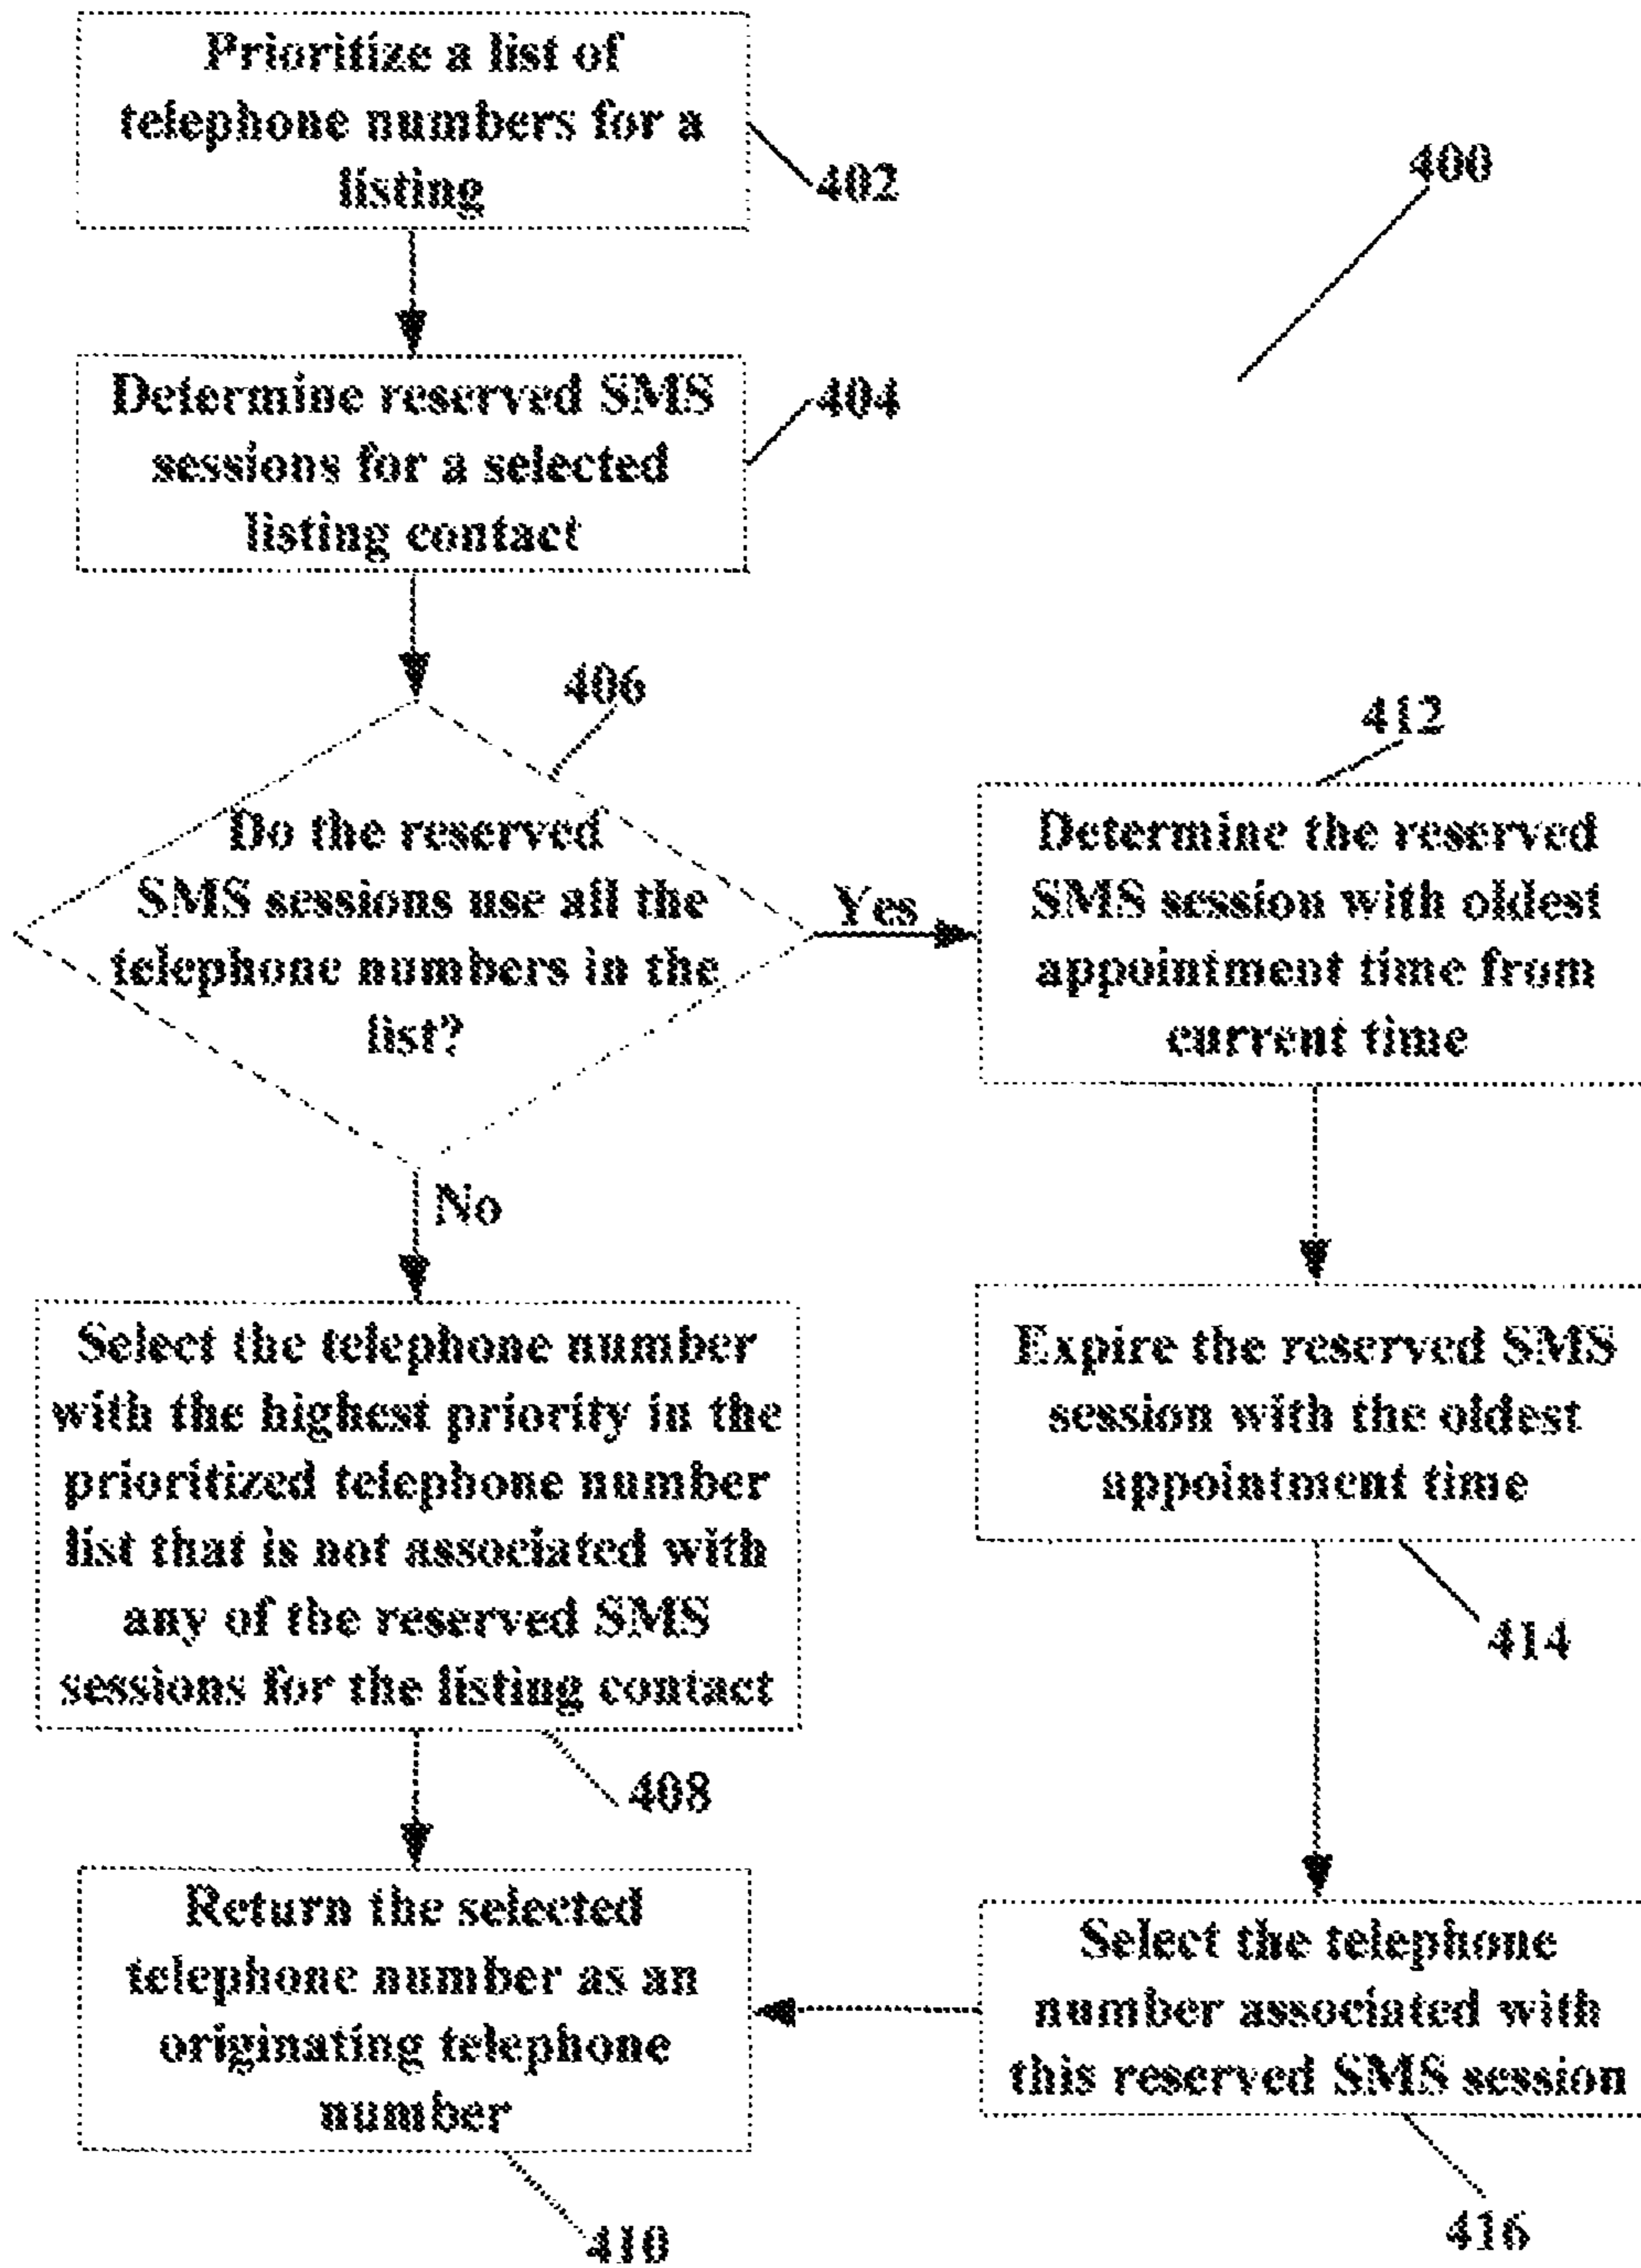 Prioritize a list of
telephone numbers for a
listing
402
400
Determine reserved SMS
sessions for a selected
listing contact
404
406
Do the reserved
SMS sessions use all the
telephone numbers in the
list?
Yes
No
412
Determine the reserved
SMS session with oldest
appointment time from
current time
Select the telephone number
with the highest priority in the
prioritized telephone number
list that is not associated with
any of the reserved SMS
sessions for the listing contact
408
Expire the reserved SMS
session with the oldest
appointment time
414
Return the selected
telephone number as an
originating telephone
number
410
Select the telephone
number associated with
this reserved SMS session
416